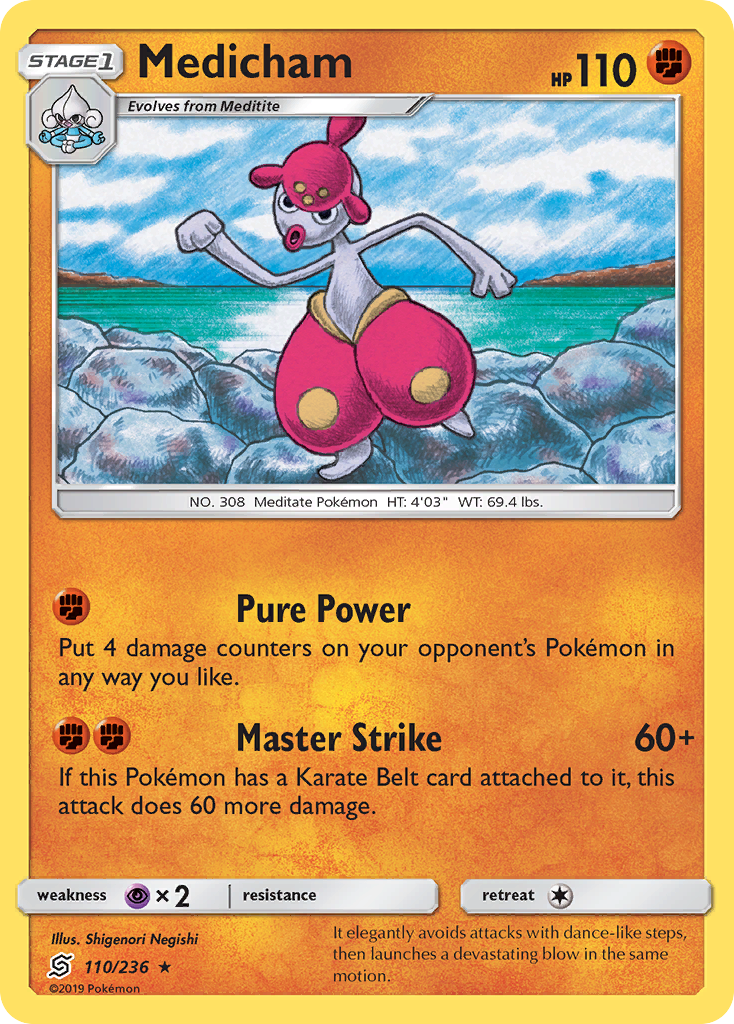 STAGE1
Medicham
HP 110
Evolves from Meditite
NO. 308 Meditate Pokémon HT: 4'03" WT: 69.4 lbs.
Pure Power
Put 4 damage counters on your opponent's Pokémon in
any way you like.
Master Strike 60+
If this Pokémon has a Karate Belt card attached to it, this
attack does 60 more damage.
weakness ×2 resistance retreat
Illus. Shigenori Negishi
110/236 ★
©2019 Pokémon
It elegantly avoids attacks with dance-like steps,
then launches a devastating blow in the same
motion.